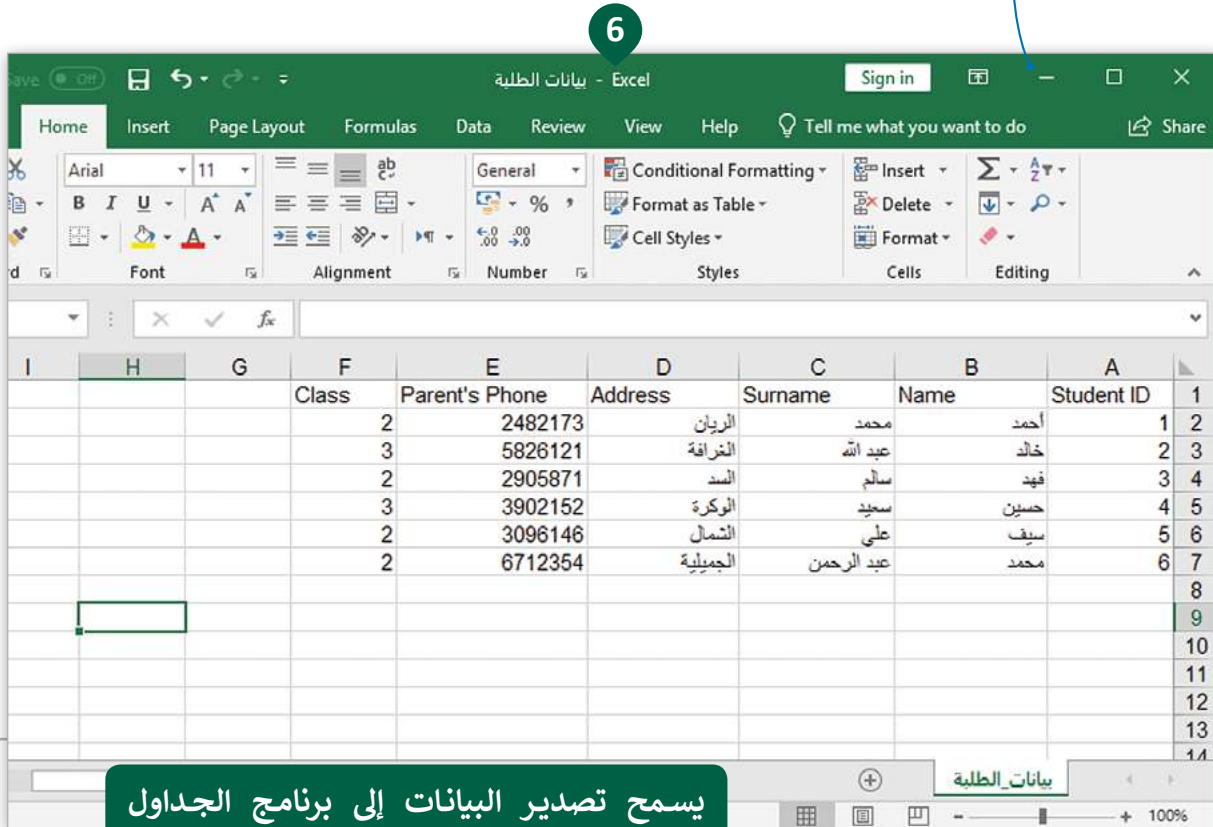 6
Save Off بيانات الطلبة - Excel Sign in
Home Insert Page Layout Formulas Data Review View Help Tell me what you want to do Share
Arial 11 ab General Conditional Formatting Insert
B I U A A % Format as Table Delete
A Cell Styles Format
Font Alignment Number Styles Cells Editing
fx
I H G F E D C B A
Class Parent's Phone Address Surname Name Student ID 1
2 2482173 الريان محمد أحمد 1 2
3 5826121 الغرافة عبد الله خالد 2 3
2 2905871 السد سالم فهد 3 4
3 3902152 الوكرة سعيد حسين 4 5
2 3096146 الشمال علي سيف 5 6
2 6712354 الجميلية عبد الرحمن محمد 6 7
8
9
10
11
12
13
14
بيانات_الطلبة
100%
يسمح تصدير البيانات إلى برنامج الجداول